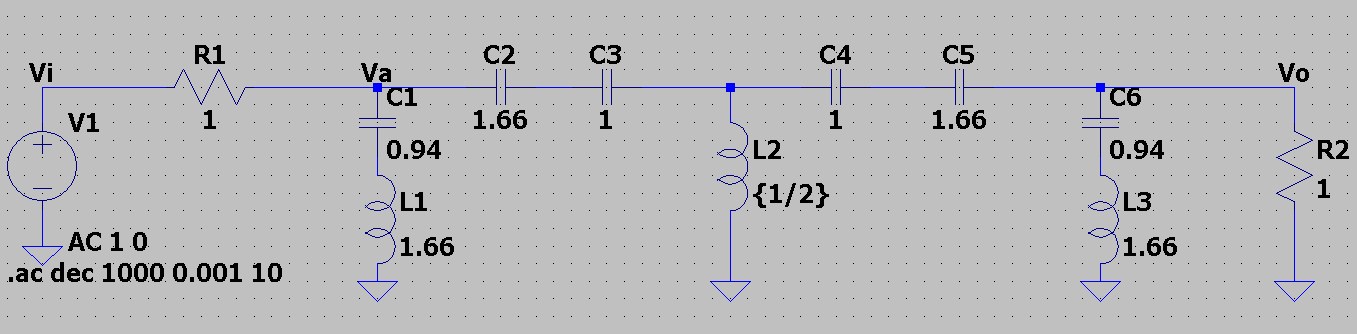 R1
C2
C3
C4
C5
Vi
Va
Vo
C1
C6
V1
1
1.66
1
1
1.66
0.94
L2
0.94
R2
{1/2}
1
L1
L3
AC 1 0
1.66
1.66
.ac dec 1000 0.001 10